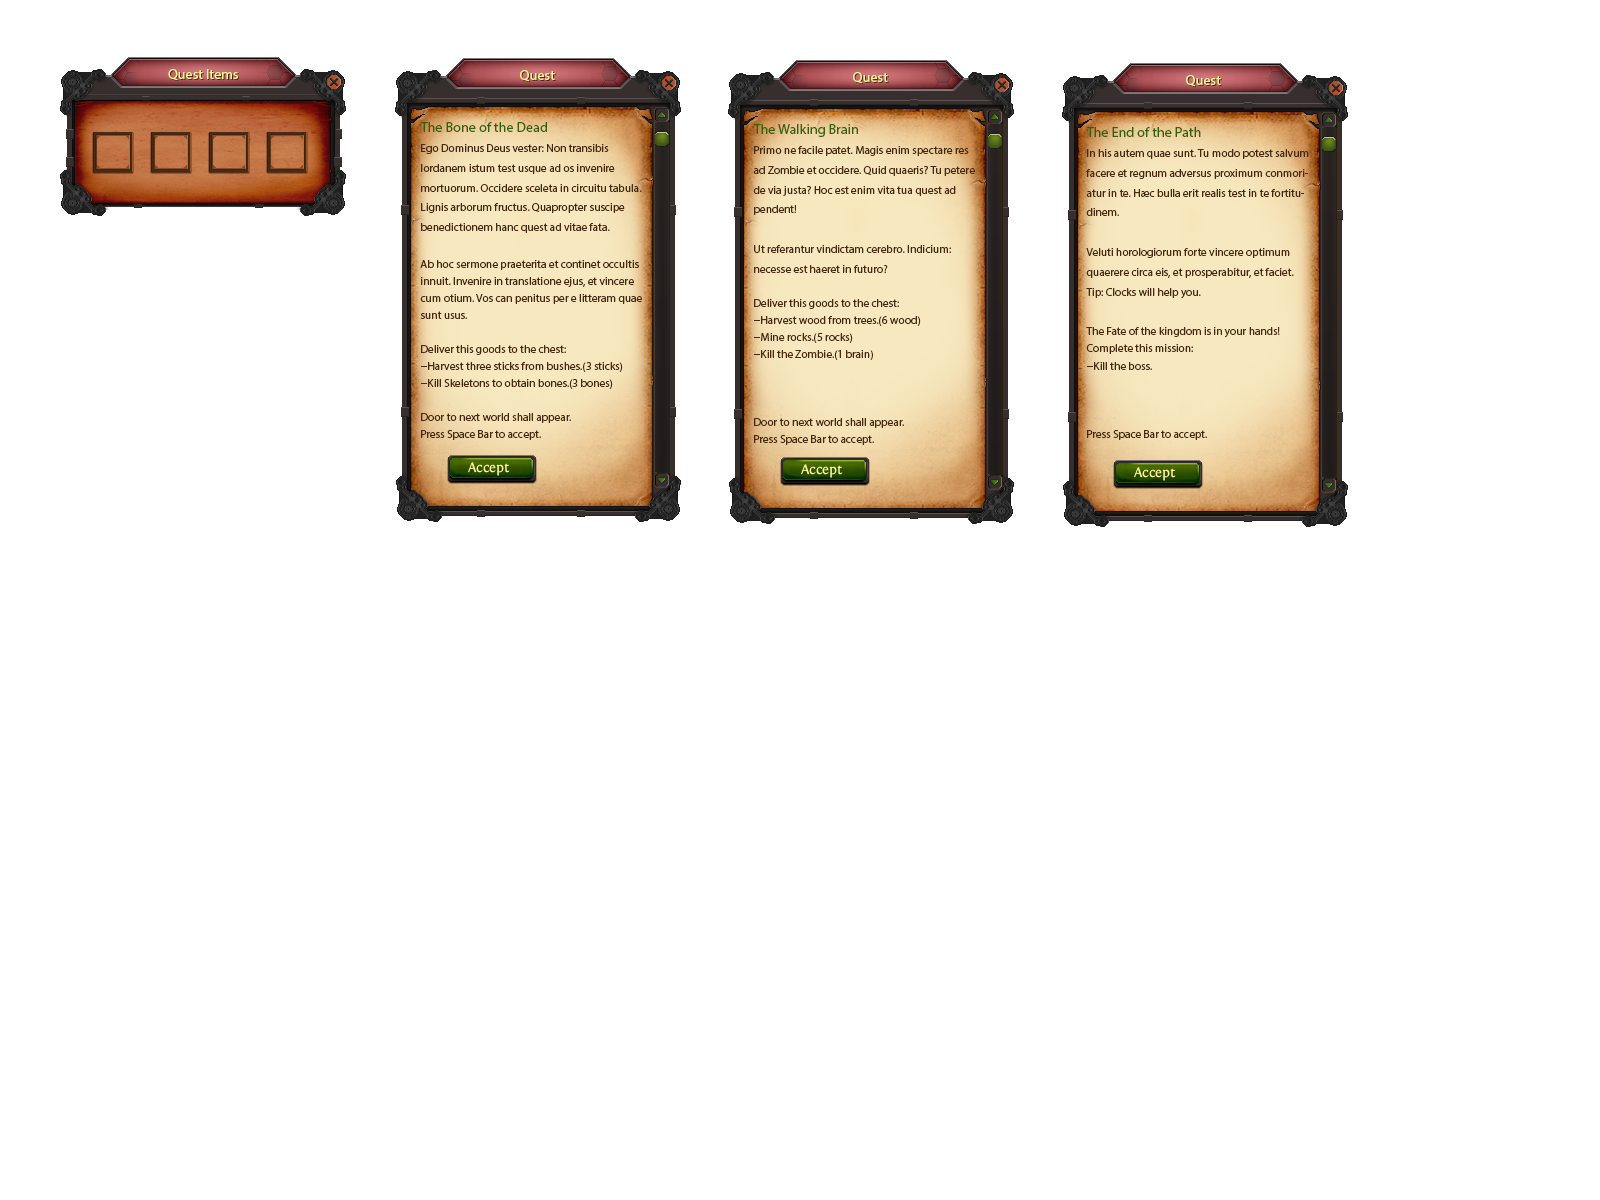 Quest Items
Quest
The Bone of the Dead
Ego Dominus Deus vester: Non transibis
Iordanem istum test usque ad os invenire
mortuorum. Occidere sceleta in circuitu tabula.
Lignis arborum fructus. Quapropter suscipe
benedictionem hanc quest ad vitae fata.
Ab hoc sermone praeterita et continet occultis
innuit. Invenire in translatione ejus, et vincere
cum otium. Vos can penitus per e litteram quae
sunt usus.
Deliver this goods to the chest:
–Harvest three sticks from bushes.(3 sticks)
–Kill Skeletons to obtain bones.(3 bones)
Door to next world shall appear.
Press Space Bar to accept.
Accept
Quest
The Walking Brain
Primo ne facile patet. Magis enim spectare res
ad Zombie et occidere. Quid quaeris? Tu petere
de via justa? Hoc est enim vita tua quest ad
pendent!
Ut referantur vindictam cerebro. Indicium:
necesse est haeret in futuro?
Deliver this goods to the chest:
–Harvest wood from trees.(6 wood)
–Mine rocks.(5 rocks)
–Kill the Zombie.(1 brain)
Door to next world shall appear.
Press Space Bar to accept.
Accept
Quest
The End of the Path
In his autem quae sunt. Tu modo potest salvum
facere et regnum adversus proximum conmori-
atur in te. Hæc bulla erit realis test in te fortitu-
dinem.
Veluti horologiorum forte vincere optimum
quaerere circa eis, et prosperabitur, et faciet.
Tip: Clocks will help you.
The Fate of the kingdom is in your hands!
Complete this mission:
–Kill the boss.
Press Space Bar to accept.
Accept